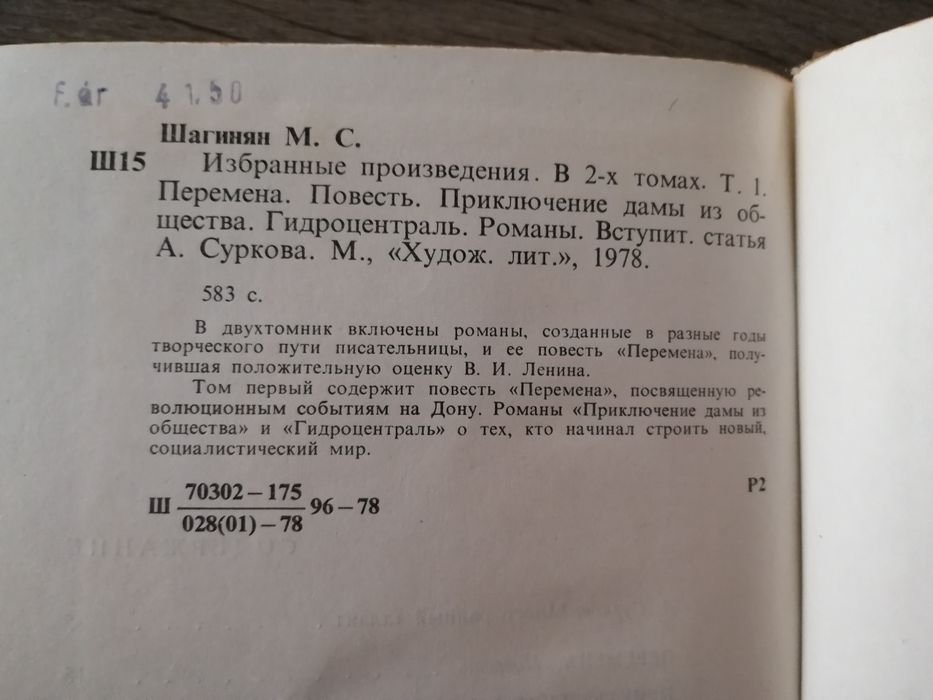 F. ár 41.50
Шагинян М. С.
Ш15 Избранные произведения. В 2-х томах. Т. 1.
Перемена. Повесть. Приключение дамы из об-
щества. Гидроцентраль. Романы. Вступит. статья
А. Суркова. М., «Худож. лит.», 1978.
583 с.
В двухтомник включены романы, созданные в разные годы
творческого пути писательницы, и ее повесть «Перемена», полу-
чившая положительную оценку В. И. Ленина.
Том первый содержит повесть «Перемена», посвященную ре-
волюционным событиям на Дону. Романы «Приключение дамы из
общества» и «Гидроцентраль» о тех, кто начинал строить новый,
социалистический мир.
Р2
70302–175
Ш 96–78
028(01)–78
СОДЕРЖАНИЕ